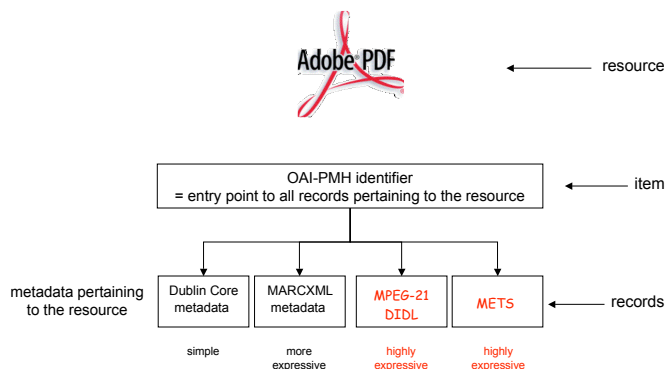 Adobe PDF
resource
OAI-PMH identifier
= entry point to all records pertaining to the resource
item
metadata pertaining
to the resource
Dublin Core
metadata
MARCXML
metadata
MPEG-21
DIDL
METS
records
simple
more
expressive
highly
expressive
highly
expressive